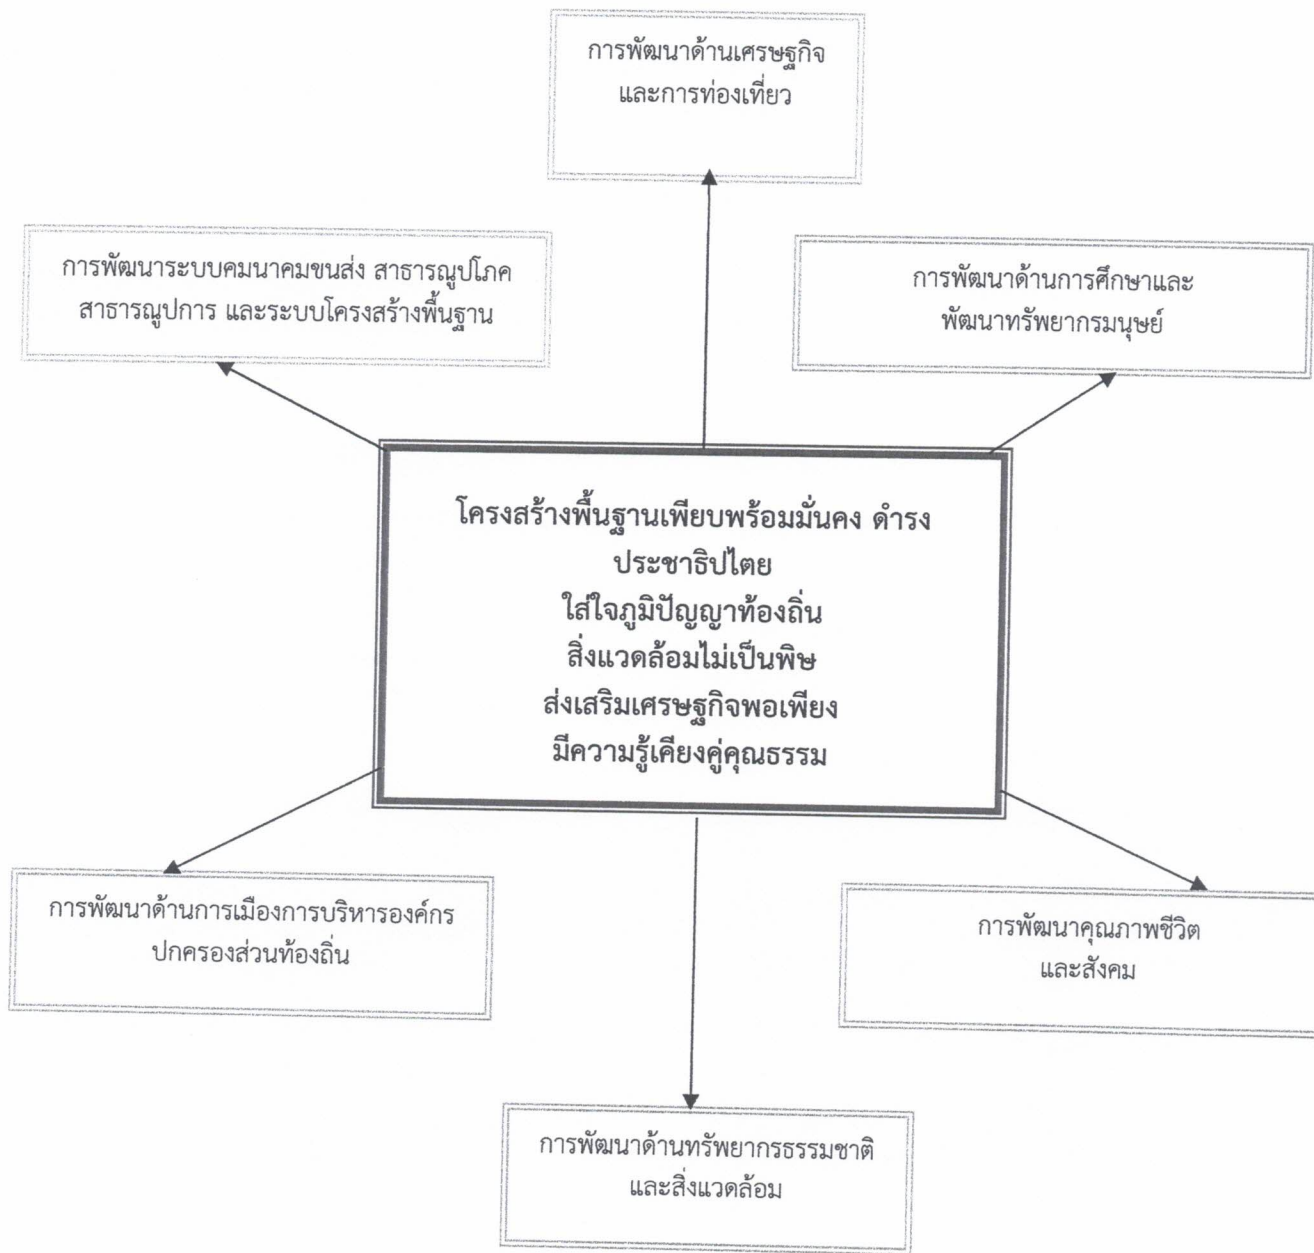 การพัฒนาด้านเศรษฐกิจ
และการท่องเที่ยว
การพัฒนาระบบคมนาคมขนส่ง สาธารณูปโภค
สาธารณูปการ และระบบโครงสร้างพื้นฐาน
การพัฒนาด้านการศึกษาและ
พัฒนาทรัพยากรมนุษย์
โครงสร้างพื้นฐานเพียบพร้อมมั่นคง ดำรง
ประชาธิปไตย
ใส่ใจภูมิปัญญาท้องถิ่น
สิ่งแวดล้อมไม่เป็นพิษ
ส่งเสริมเศรษฐกิจพอเพียง
มีความรู้เคียงคู่คุณธรรม
การพัฒนาด้านการเมืองการบริหารองค์กร
ปกครองส่วนท้องถิ่น
การพัฒนาคุณภาพชีวิต
และสังคม
การพัฒนาด้านทรัพยากรธรรมชาติ
และสิ่งแวดล้อม